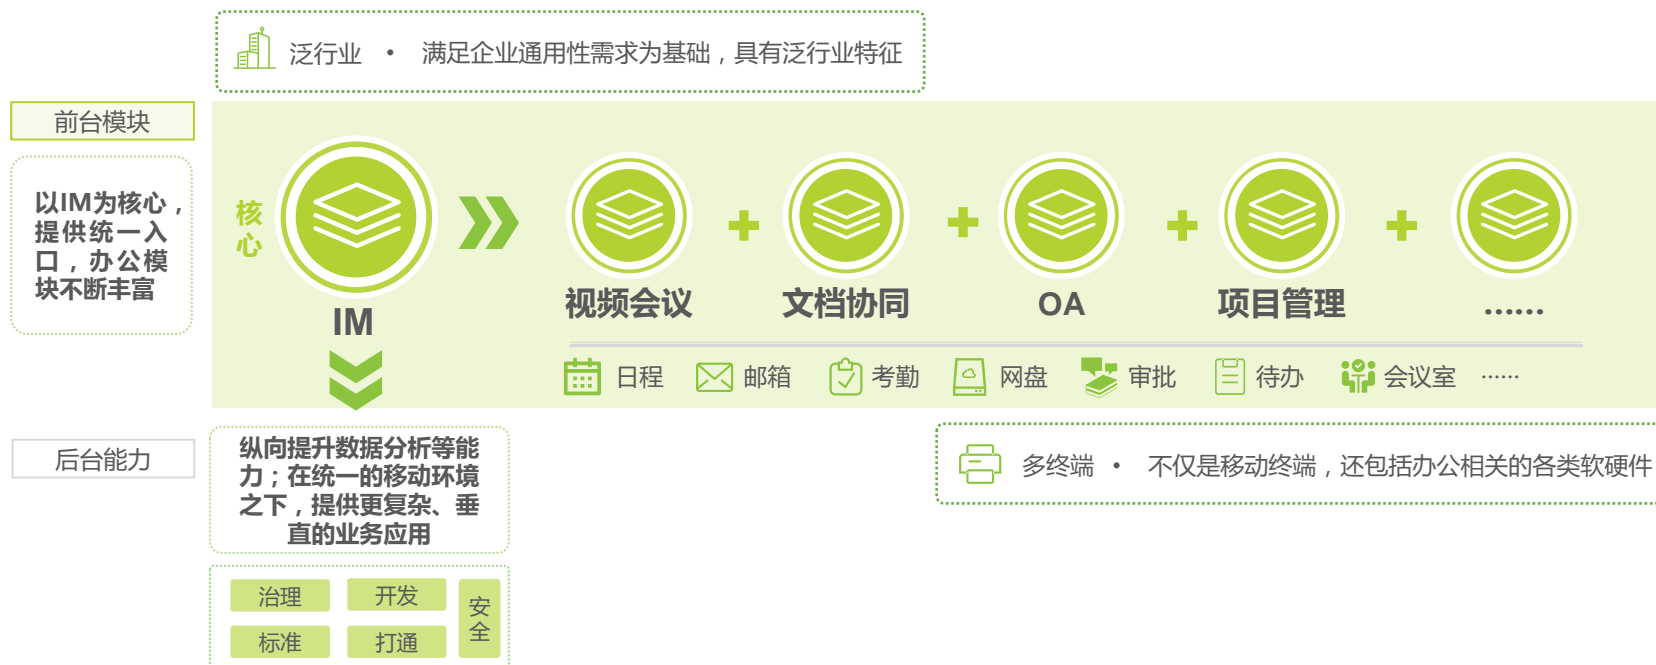 泛行业 • 满足企业通用性需求为基础，具有泛行业特征
前台模块
以IM为核心，
提供统一入
口，办公模
块不断丰富
核
心
IM
视频会议
文档协同
OA
项目管理
……
日程
邮箱
考勤
网盘
审批
待办
会议室
……
后台能力
纵向提升数据分析等能
力；在统一的移动环境
之下，提供更复杂、垂
直的业务应用
多终端 • 不仅是移动终端，还包括办公相关的各类软硬件
治理
开发
安
全
标准
打通